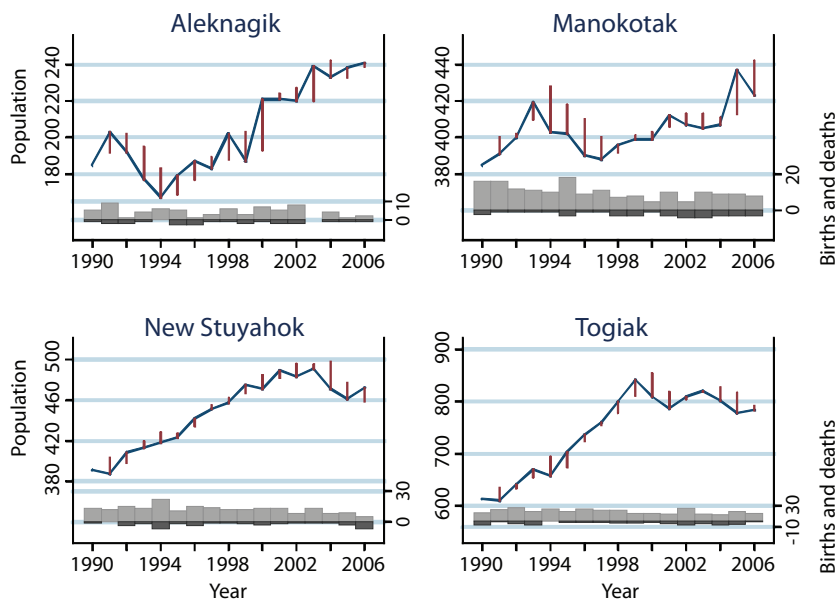 Aleknagik
Population
180 200 220 240
0 10
1990 1994 1998 2002 2006
Manokotak
380 400 420 440
0 20
Births and deaths
1990 1994 1998 2002 2006
New Stuyahok
Population
380 420 460 500
0 30
1990 1994 1998 2002 2006
Year
Togiak
600 700 800 900
-10 30
Births and deaths
1990 1994 1998 2002 2006
Year